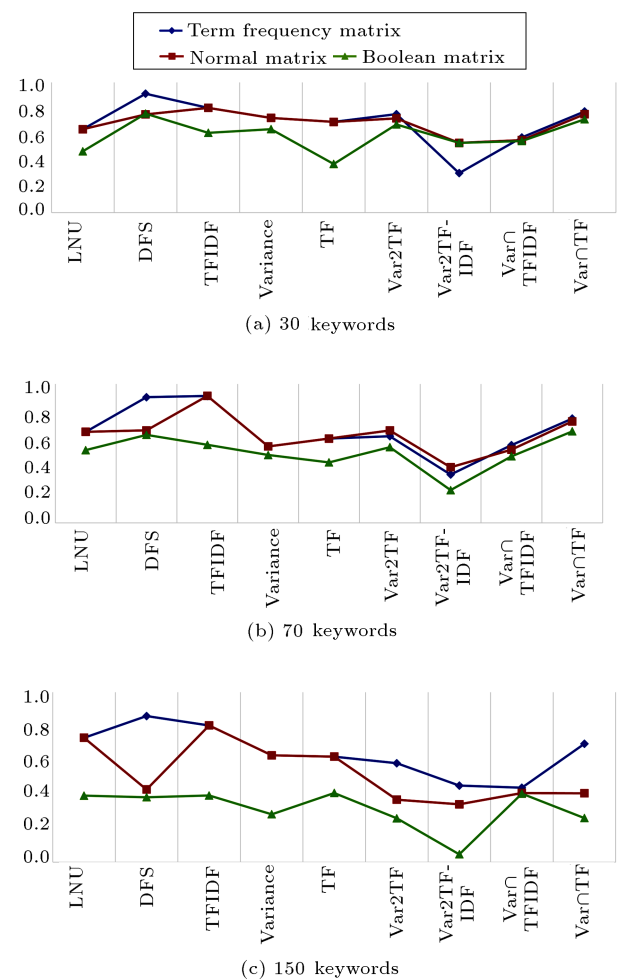 Term frequency matrix
Normal matrix Boolean matrix
1.0
0.8
0.6
0.4
0.2
0.0
LNU
DFS
TFIDF
Variance
TF
Var2TF
Var2TF-
IDF
Var∩
TFIDF
Var∩TF
(a) 30 keywords
1.0
0.8
0.6
0.4
0.2
0.0
LNU
DFS
TFIDF
Variance
TF
Var2TF
Var2TF-
IDF
Var∩
TFIDF
Var∩TF
(b) 70 keywords
1.0
0.8
0.6
0.4
0.2
0.0
LNU
DFS
TFIDF
Variance
TF
Var2TF
Var2TF-
IDF
Var∩
TFIDF
Var∩TF
(c) 150 keywords